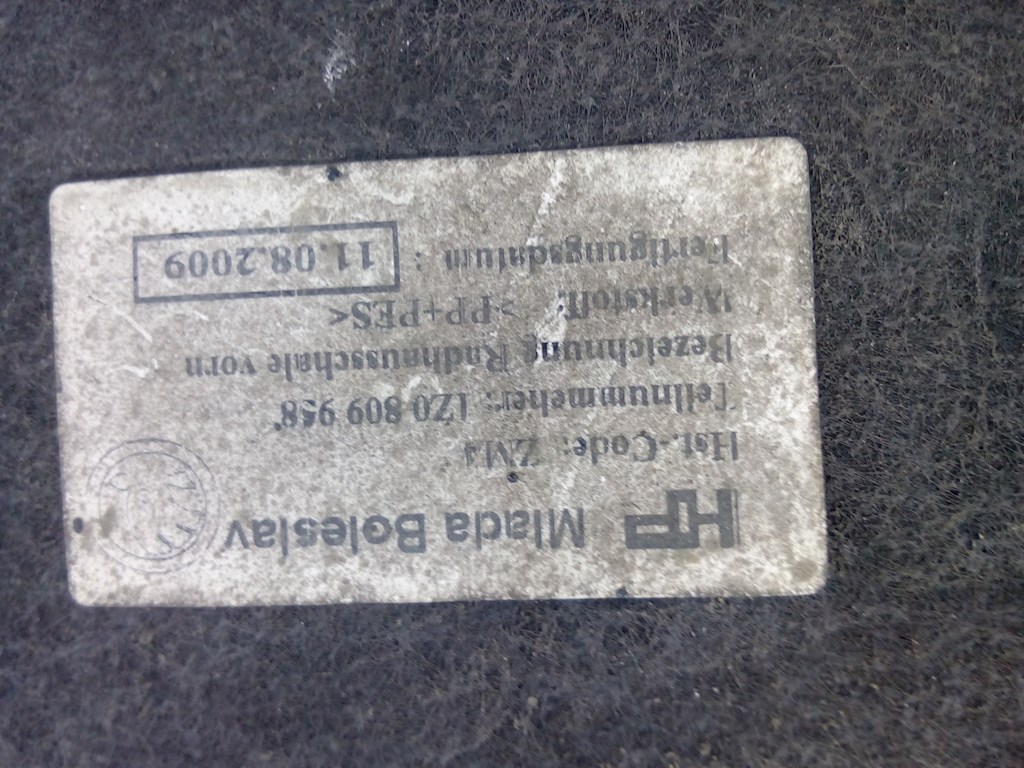 HP Mlada Boleslav
Hst.-Code: ZM4
Teilnummeher: 1Z0 809 958
Bezeichnung Radhausschale vorn
Werkstoff: >PP+PES<
Fertigungsdatum : 11.08.2009